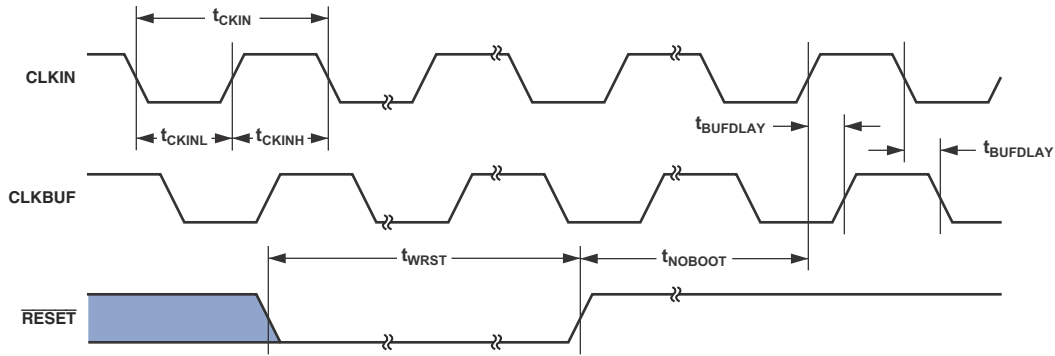 tCKIN
CLKIN
tCKINL
tCKINH
tBUFDLAY
tBUFDLAY
CLKBUF
tWRST
tNOBOOT
RESET